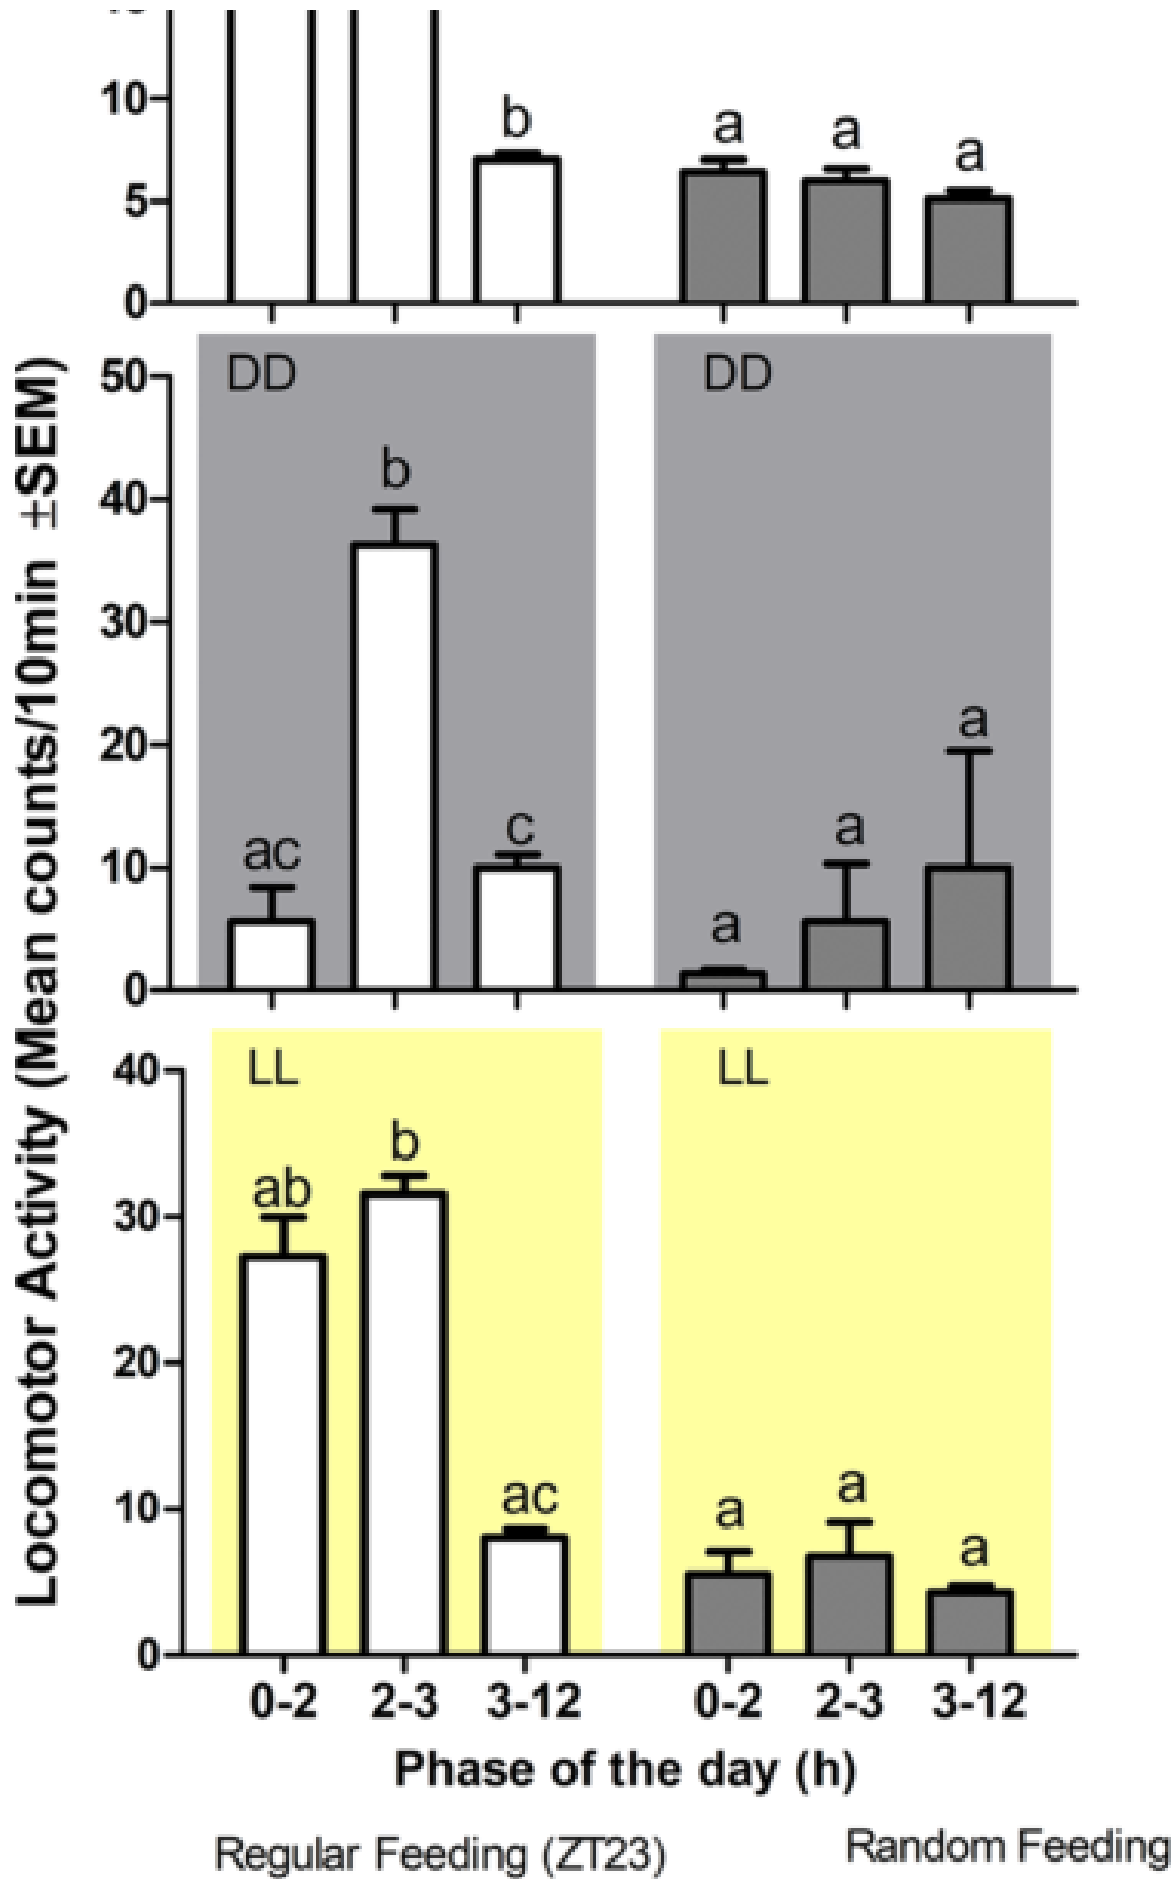 10
b
a
a
a
5
0
Locomotor Activity (Mean counts/10min ±SEM)
50
DD
DD
b
40
30
20
a
ac
c
a
10
a
0
40
LL
LL
b
ab
30
20
ac
a
a
a
10
0
0-2 2-3 3-12 0-2 2-3 3-12
Phase of the day (h)
Regular Feeding (ZT23)
Random Feeding